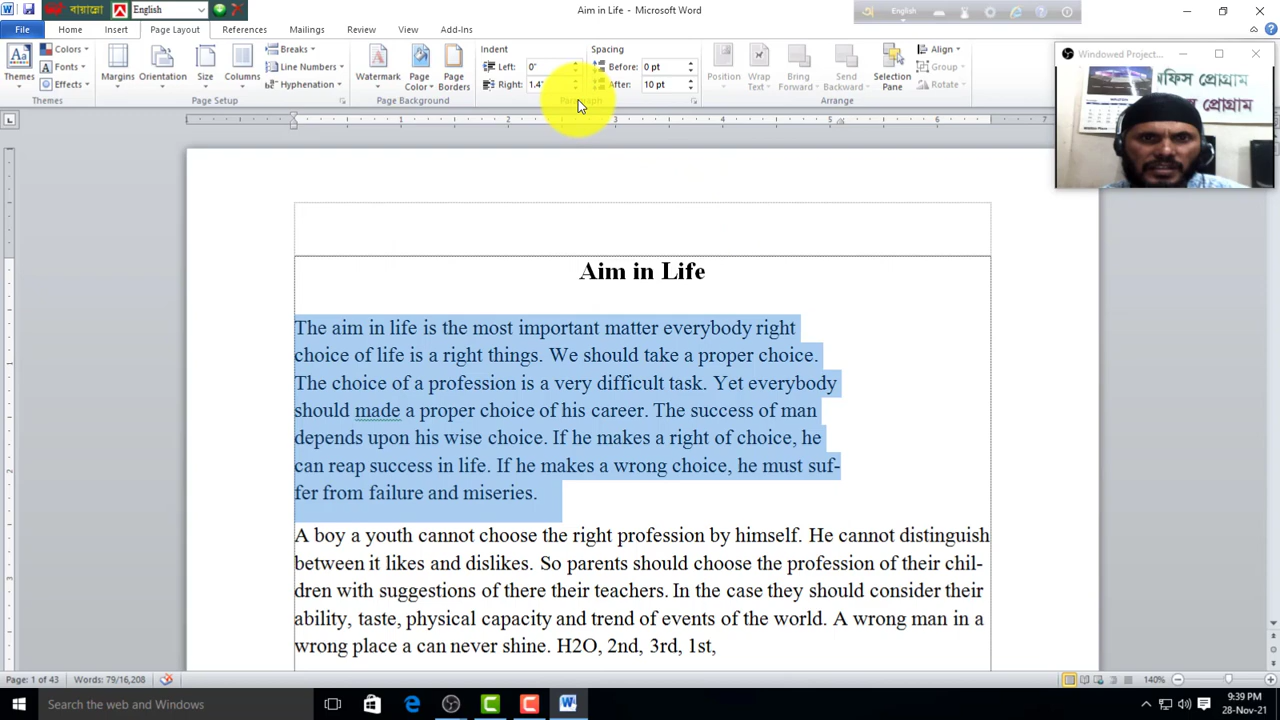 বায়ান্নো
English
Aim in Life - Microsoft Word
English
File
Home
Insert
Page Layout
References
Mailings
Review
View
Add-Ins
Themes
Colors
Fonts
Effects
Themes
Margins
Orientation
Size
Columns
Breaks
Line Numbers
Hyphenation
Page Setup
Watermark
Page Color
Page Borders
Page Background
Indent
Left: 0"
Right: 1.4"
Spacing
Before: 0 pt
After: 10 pt
Paragraph
Position
Wrap Text
Bring Forward
Send Backward
Selection Pane
Align
Group
Rotate
Arrange
Windowed Project...
ফিস প্রোগ্রাম
প্রোগ্রাম
Aim in Life
The aim in life is the most important matter everybody right
choice of life is a right things. We should take a proper choice.
The choice of a profession is a very difficult task. Yet everybody
should made a proper choice of his career. The success of man
depends upon his wise choice. If he makes a right of choice, he
can reap success in life. If he makes a wrong choice, he must suf-
fer from failure and miseries.
A boy a youth cannot choose the right profession by himself. He cannot distinguish
between it likes and dislikes. So parents should choose the profession of their chil-
dren with suggestions of there their teachers. In the case they should consider their
ability, taste, physical capacity and trend of events of the world. A wrong man in a
wrong place a can never shine. H2O, 2nd, 3rd, 1st,
Page: 1 of 43
Words: 79/16,208
140%
Search the web and Windows
9:39 PM
28-Nov-21